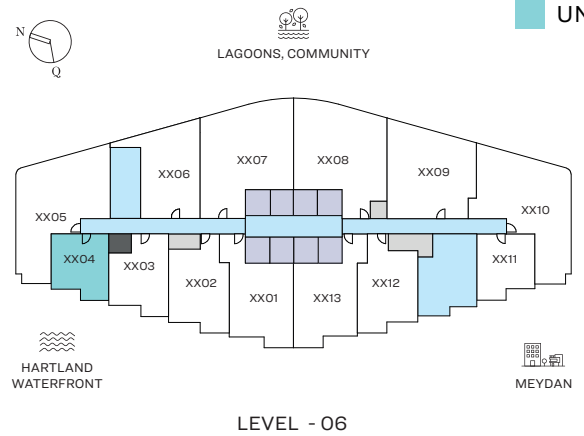 UN
N
Q
LAGOONS, COMMUNITY
XX07
XX08
XX06
XX09
XX05
XX10
XX04
XX03
XX11
XX02
XX12
XX01
XX13
HARTLAND
WATERFRONT
MEYDAN
LEVEL - 06